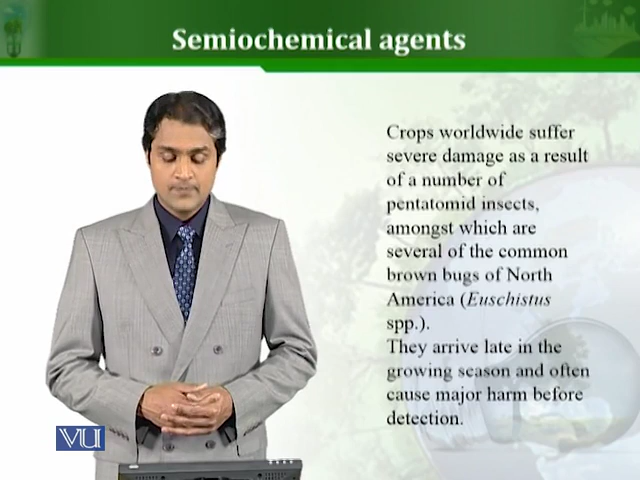 Semiochemical agents
Crops worldwide suffer
severe damage as a result
of a number of
pentatomid insects,
amongst which are
several of the common
brown bugs of North
America (Euschistus
spp.).
They arrive late in the
growing season and often
cause major harm before
detection.
VU